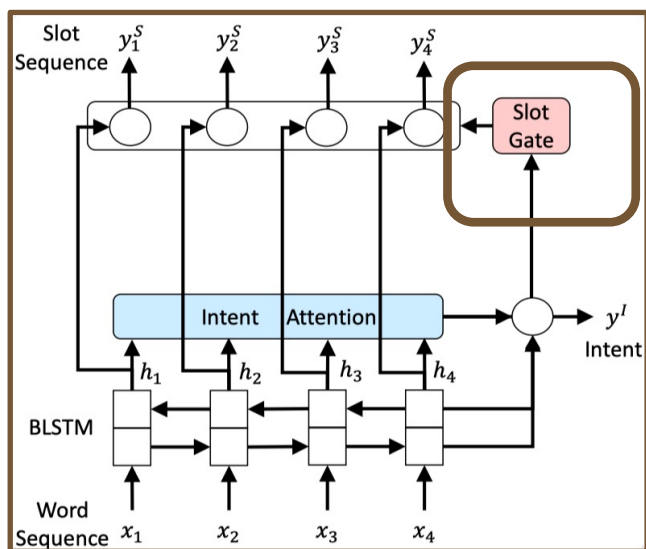 Slot
Sequence
y_1^S y_2^S y_3^S y_4^S
Slot
Gate
Intent Attention
y^I
Intent
h_1 h_2 h_3 h_4
BLSTM
Word
Sequence
x_1 x_2 x_3 x_4